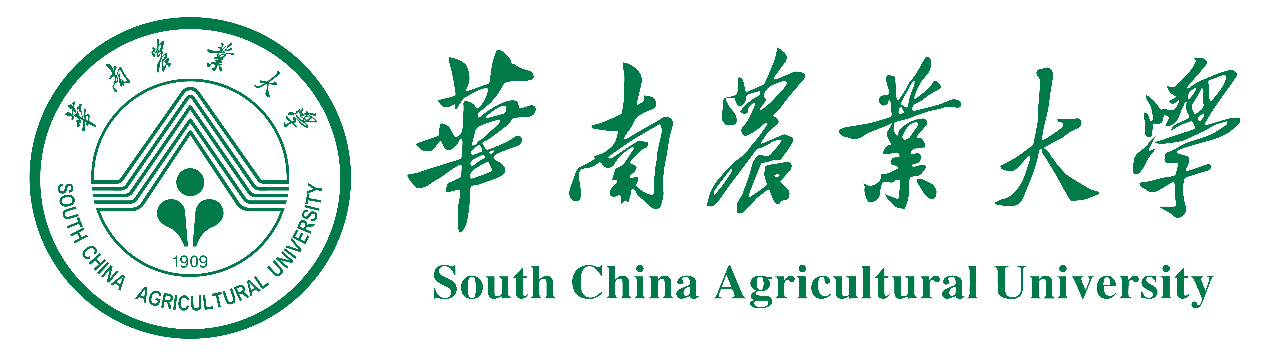 華南農業大學
SOUTH CHINA AGRICULTURAL UNIVERSITY
1909
華南農業大學
South China Agricultural University